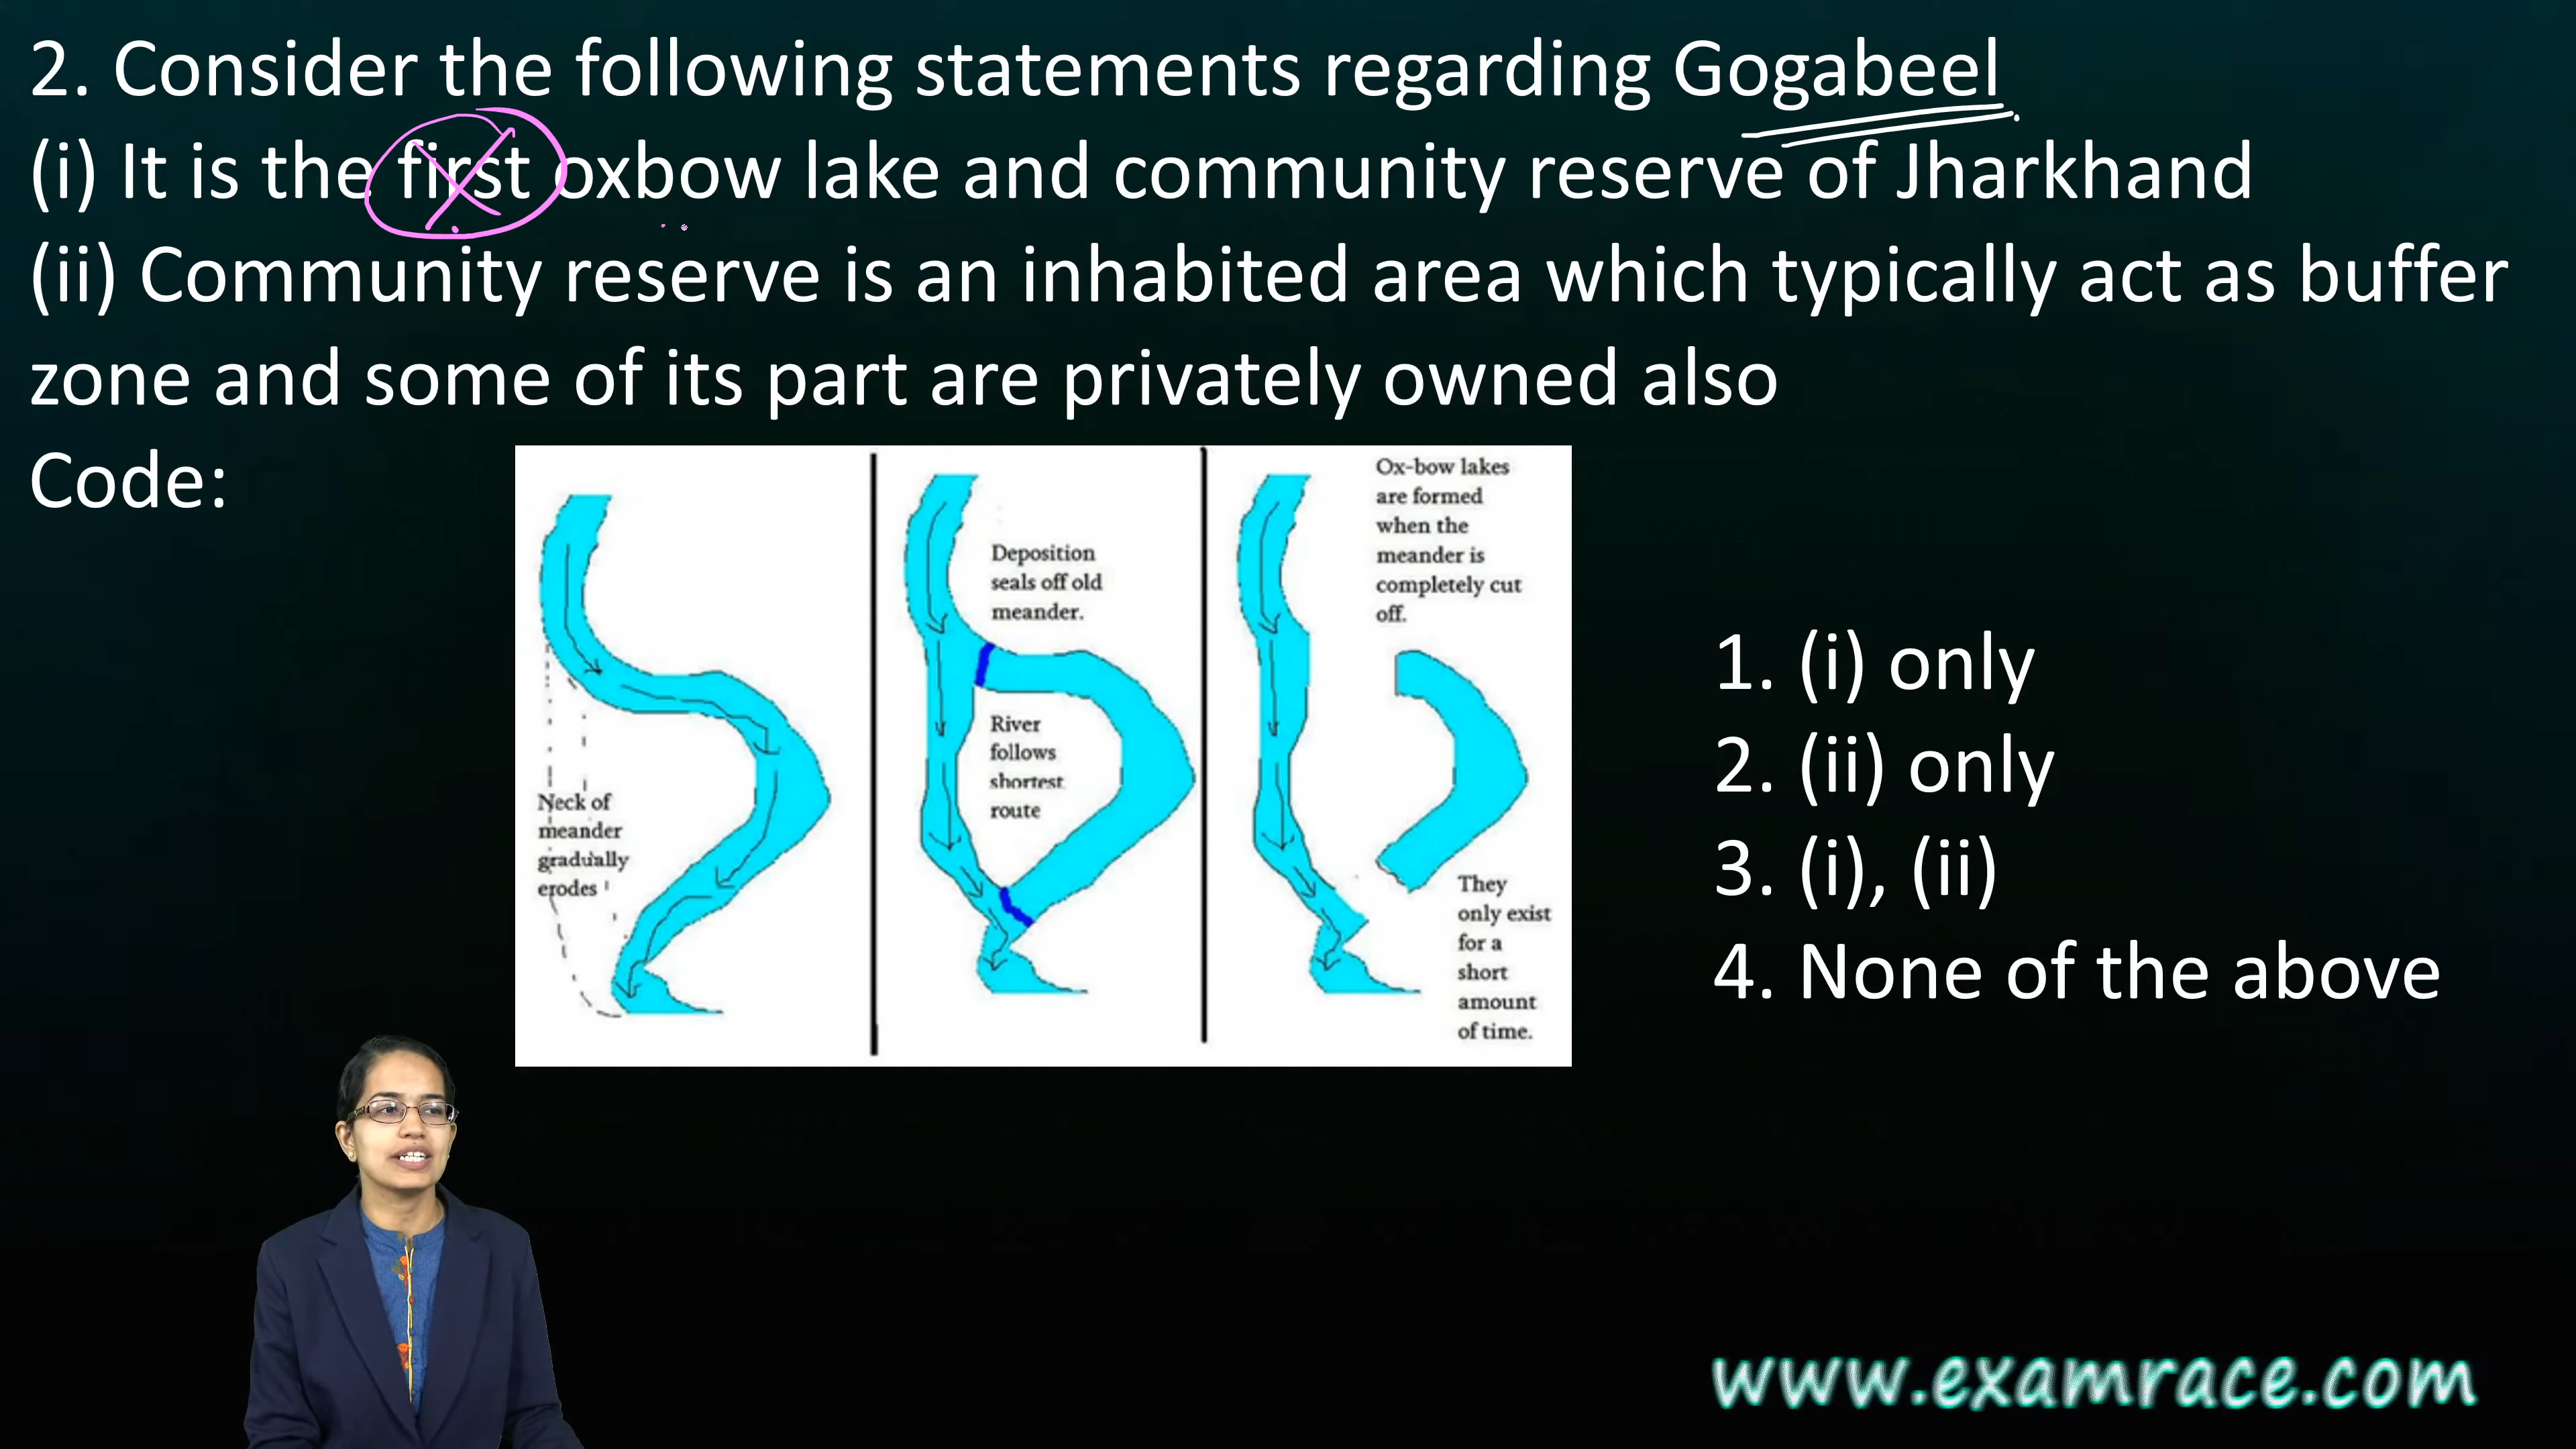 2. Consider the following statements regarding Gogabeel
(i) It is the first oxbow lake and community reserve of Jharkhand
(ii) Community reserve is an inhabited area which typically act as buffer
zone and some of its part are privately owned also
Code:
Neck of
meander
gradually
erodes
Deposition
seals off old
meander.
River
follows
shortest
route
Ox-bow lakes
are formed
when the
meander is
completely cut
off.
They
only exist
for a
short
amount
of time.
1. (i) only
2. (ii) only
3. (i), (ii)
4. None of the above
www.examrace.com